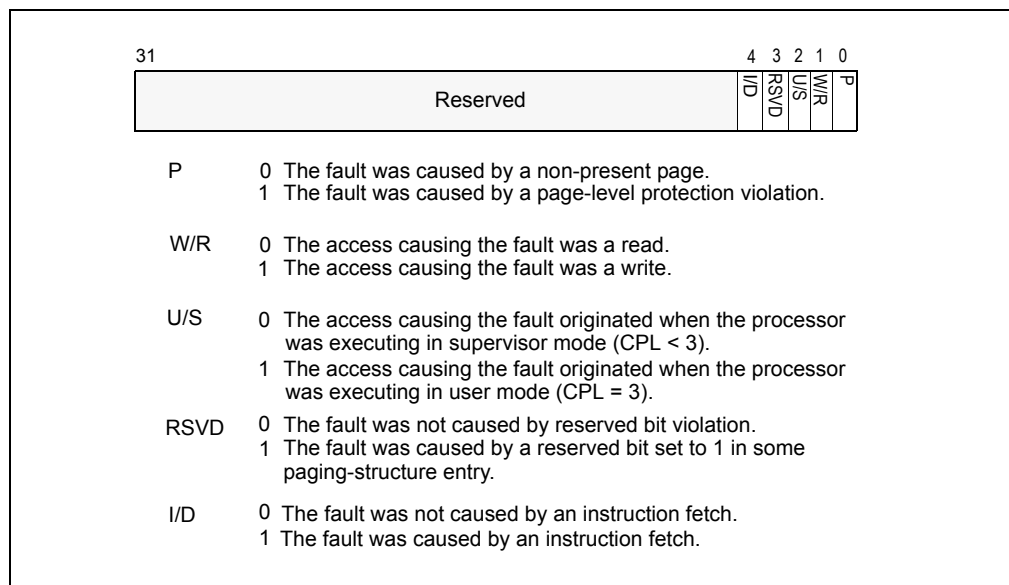 31 4 3 2 1 0
Reserved I/D RSVD U/S W/R P
P 0 The fault was caused by a non-present page.
1 The fault was caused by a page-level protection violation.
W/R 0 The access causing the fault was a read.
1 The access causing the fault was a write.
U/S 0 The access causing the fault originated when the processor
was executing in supervisor mode (CPL < 3).
1 The access causing the fault originated when the processor
was executing in user mode (CPL = 3).
RSVD 0 The fault was not caused by reserved bit violation.
1 The fault was caused by a reserved bit set to 1 in some
paging-structure entry.
I/D 0 The fault was not caused by an instruction fetch.
1 The fault was caused by an instruction fetch.